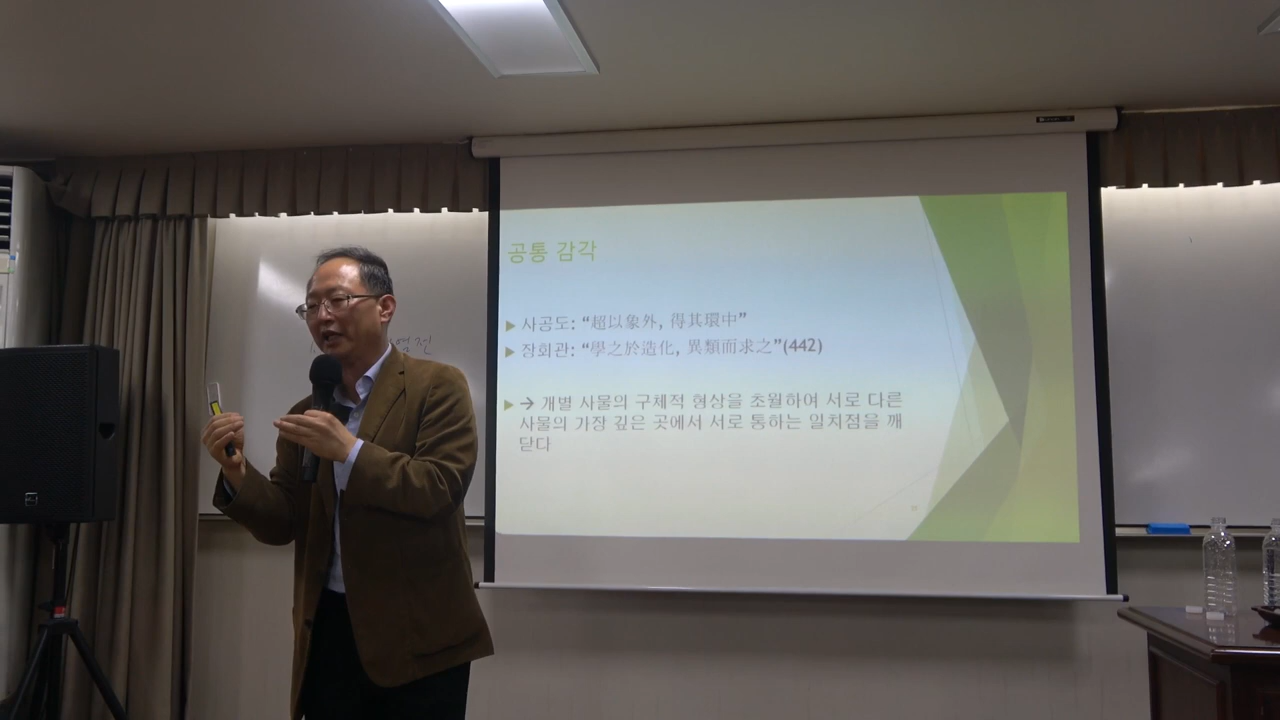 공통 감각
사공도: “超以象外, 得其環中”
장회관: “學之於造化, 異類而求之”(442)
→ 개별 사물의 구체적 형상을 초월하여 서로 다른
사물의 가장 깊은 곳에서 서로 통하는 일치점을 깨
닫다